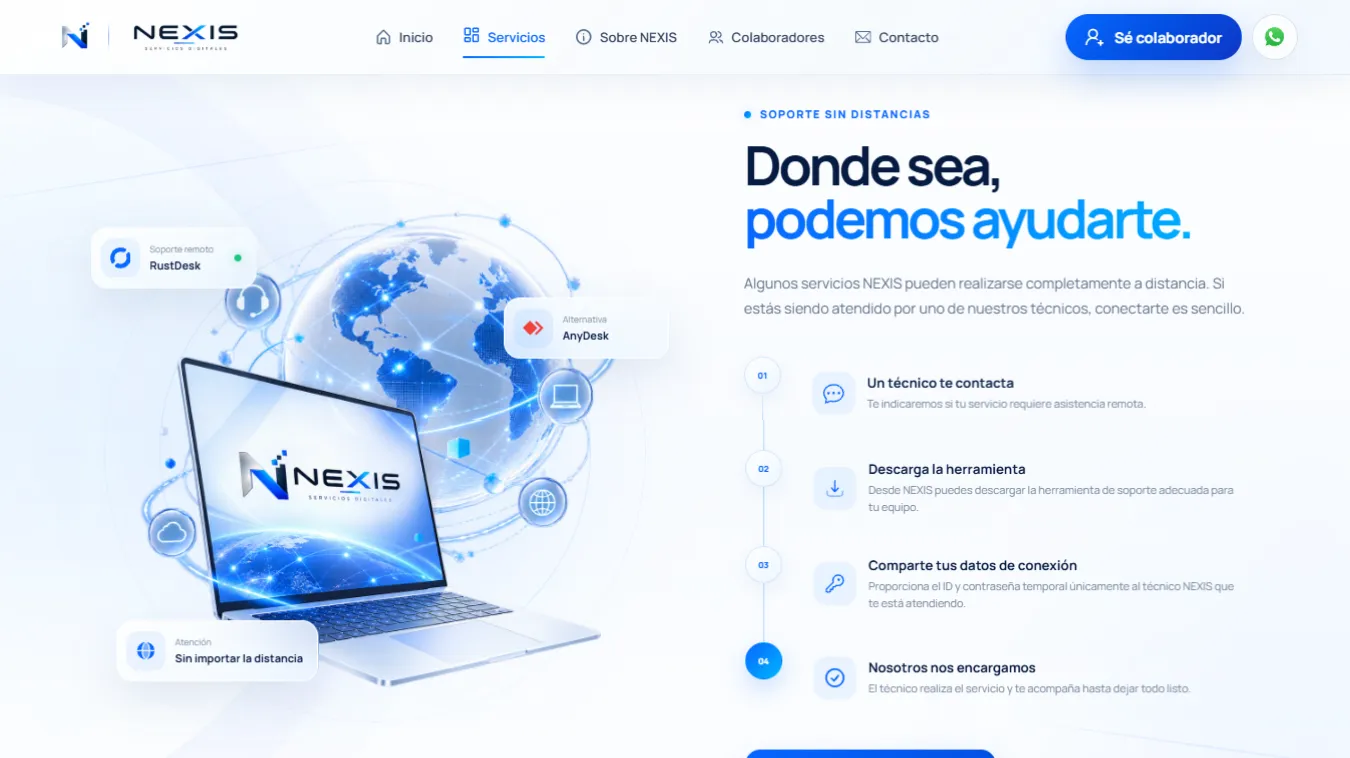 NEXIS
SERVICIOS DIGITALES
Inicio
Servicios
Sobre NEXIS
Colaboradores
Contacto
Sé colaborador
SOPORTE SIN DISTANCIAS
Donde sea,
podemos ayudarte.
Algunos servicios NEXIS pueden realizarse completamente a distancia. Si
estás siendo atendido por uno de nuestros técnicos, conectarte es sencillo.
Soporte remoto
RustDesk
Alternativa
AnyDesk
NEXIS
SERVICIOS DIGITALES
Atención
Sin importar la distancia
01
Un técnico te contacta
Te indicaremos si tu servicio requiere asistencia remota.
02
Descarga la herramienta
Desde NEXIS puedes descargar la herramienta de soporte adecuada para
tu equipo.
03
Comparte tus datos de conexión
Proporciona el ID y contraseña temporal únicamente al técnico NEXIS que
te está atendiendo.
04
Nosotros nos encargamos
El técnico realiza el servicio y te acompaña hasta dejar todo listo.